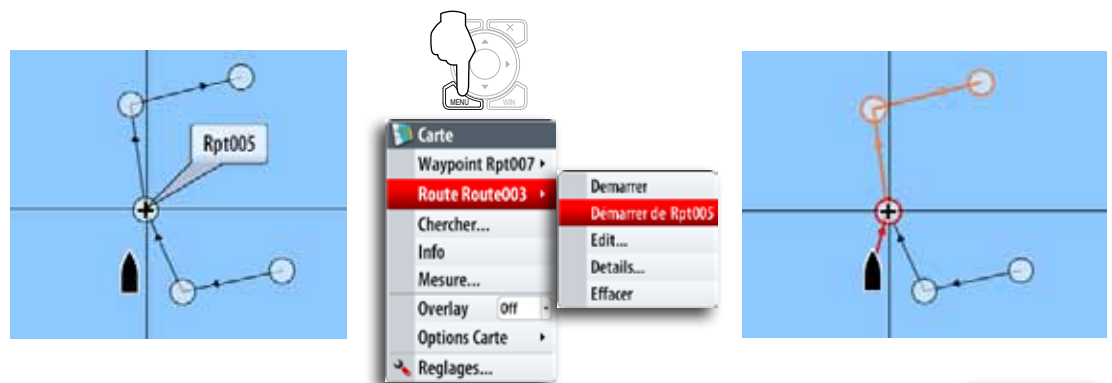 Rpt005
MENU
WIN
Carte
Waypoint Rpt007
Route Route003
Chercher...
Info
Mesure...
Overlay Off
Options Carte
Reglages...
Demarrer
Démarrer de Rpt005
Edit...
Details...
Effacer